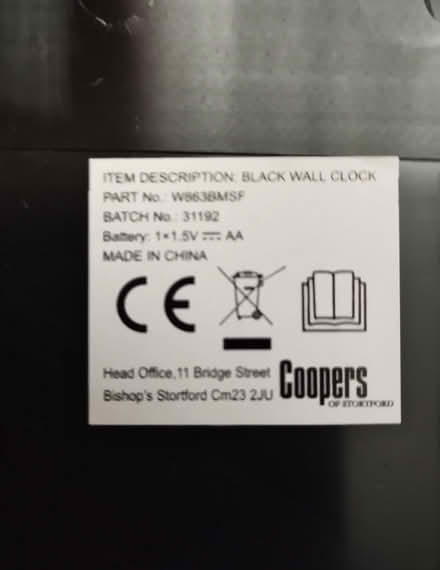 ITEM DESCRIPTION: BLACK WALL CLOCK
PART No.: W863BMSF
BATCH No.: 31192
Battery: 1×1.5V ⎓ AA
MADE IN CHINA
CE
Head Office,11 Bridge Street
Bishop's Stortford Cm23 2JU
Coopers
OF STORTFORD